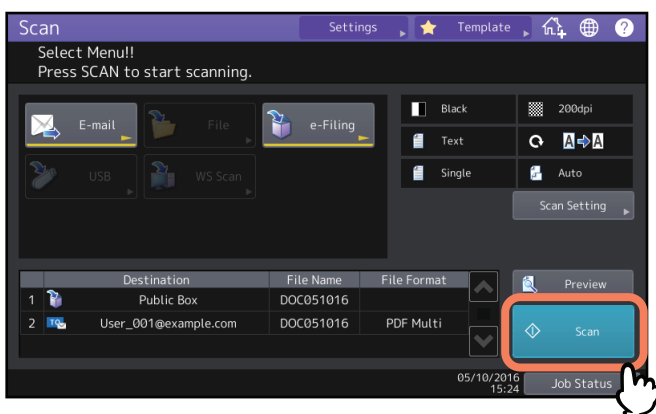 Scan Settings Template ?
Select Menu!!
Press SCAN to start scanning.
E-mail File e-Filing
USB WS Scan
Black 200dpi
Text A A
Single Auto
Scan Setting
Destination File Name File Format
1 Public Box DOC051016
2 TO User_001@example.com DOC051016 PDF Multi
Preview
Scan
05/10/2016
15:24
Job Status